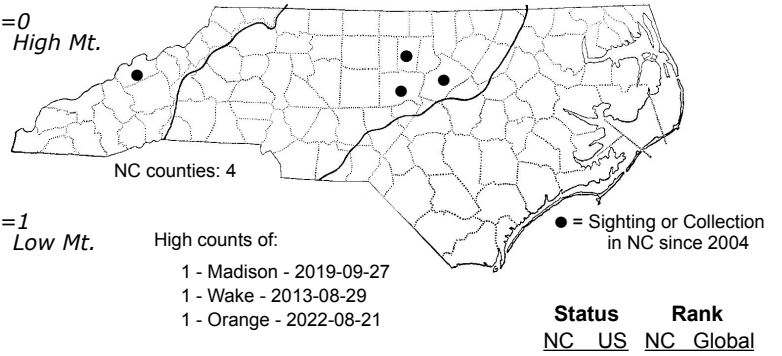 =0
High Mt.
NC counties: 4
=1
Low Mt.
High counts of:
1 - Madison - 2019-09-27
1 - Wake - 2013-08-29
1 - Orange - 2022-08-21
● = Sighting or Collection
in NC since 2004
Status Rank
NC US NC Global